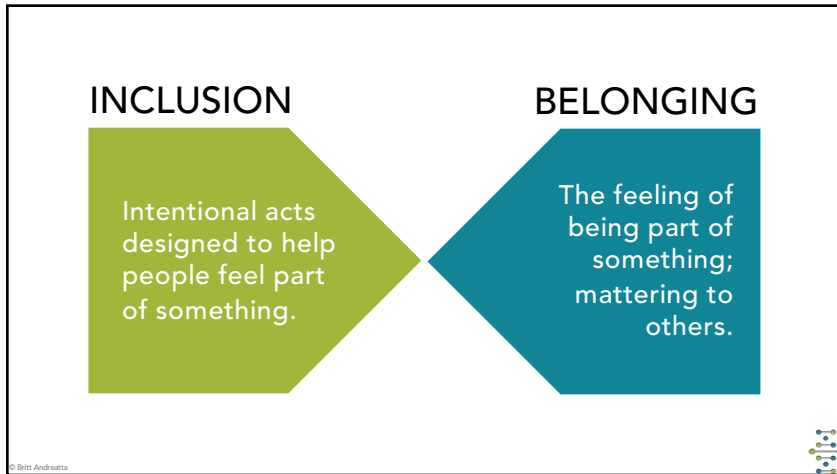 INCLUSION
Intentional acts
designed to help
people feel part
of something.
BELONGING
The feeling of
being part of
something;
mattering to
others.
© Britt Andreatta